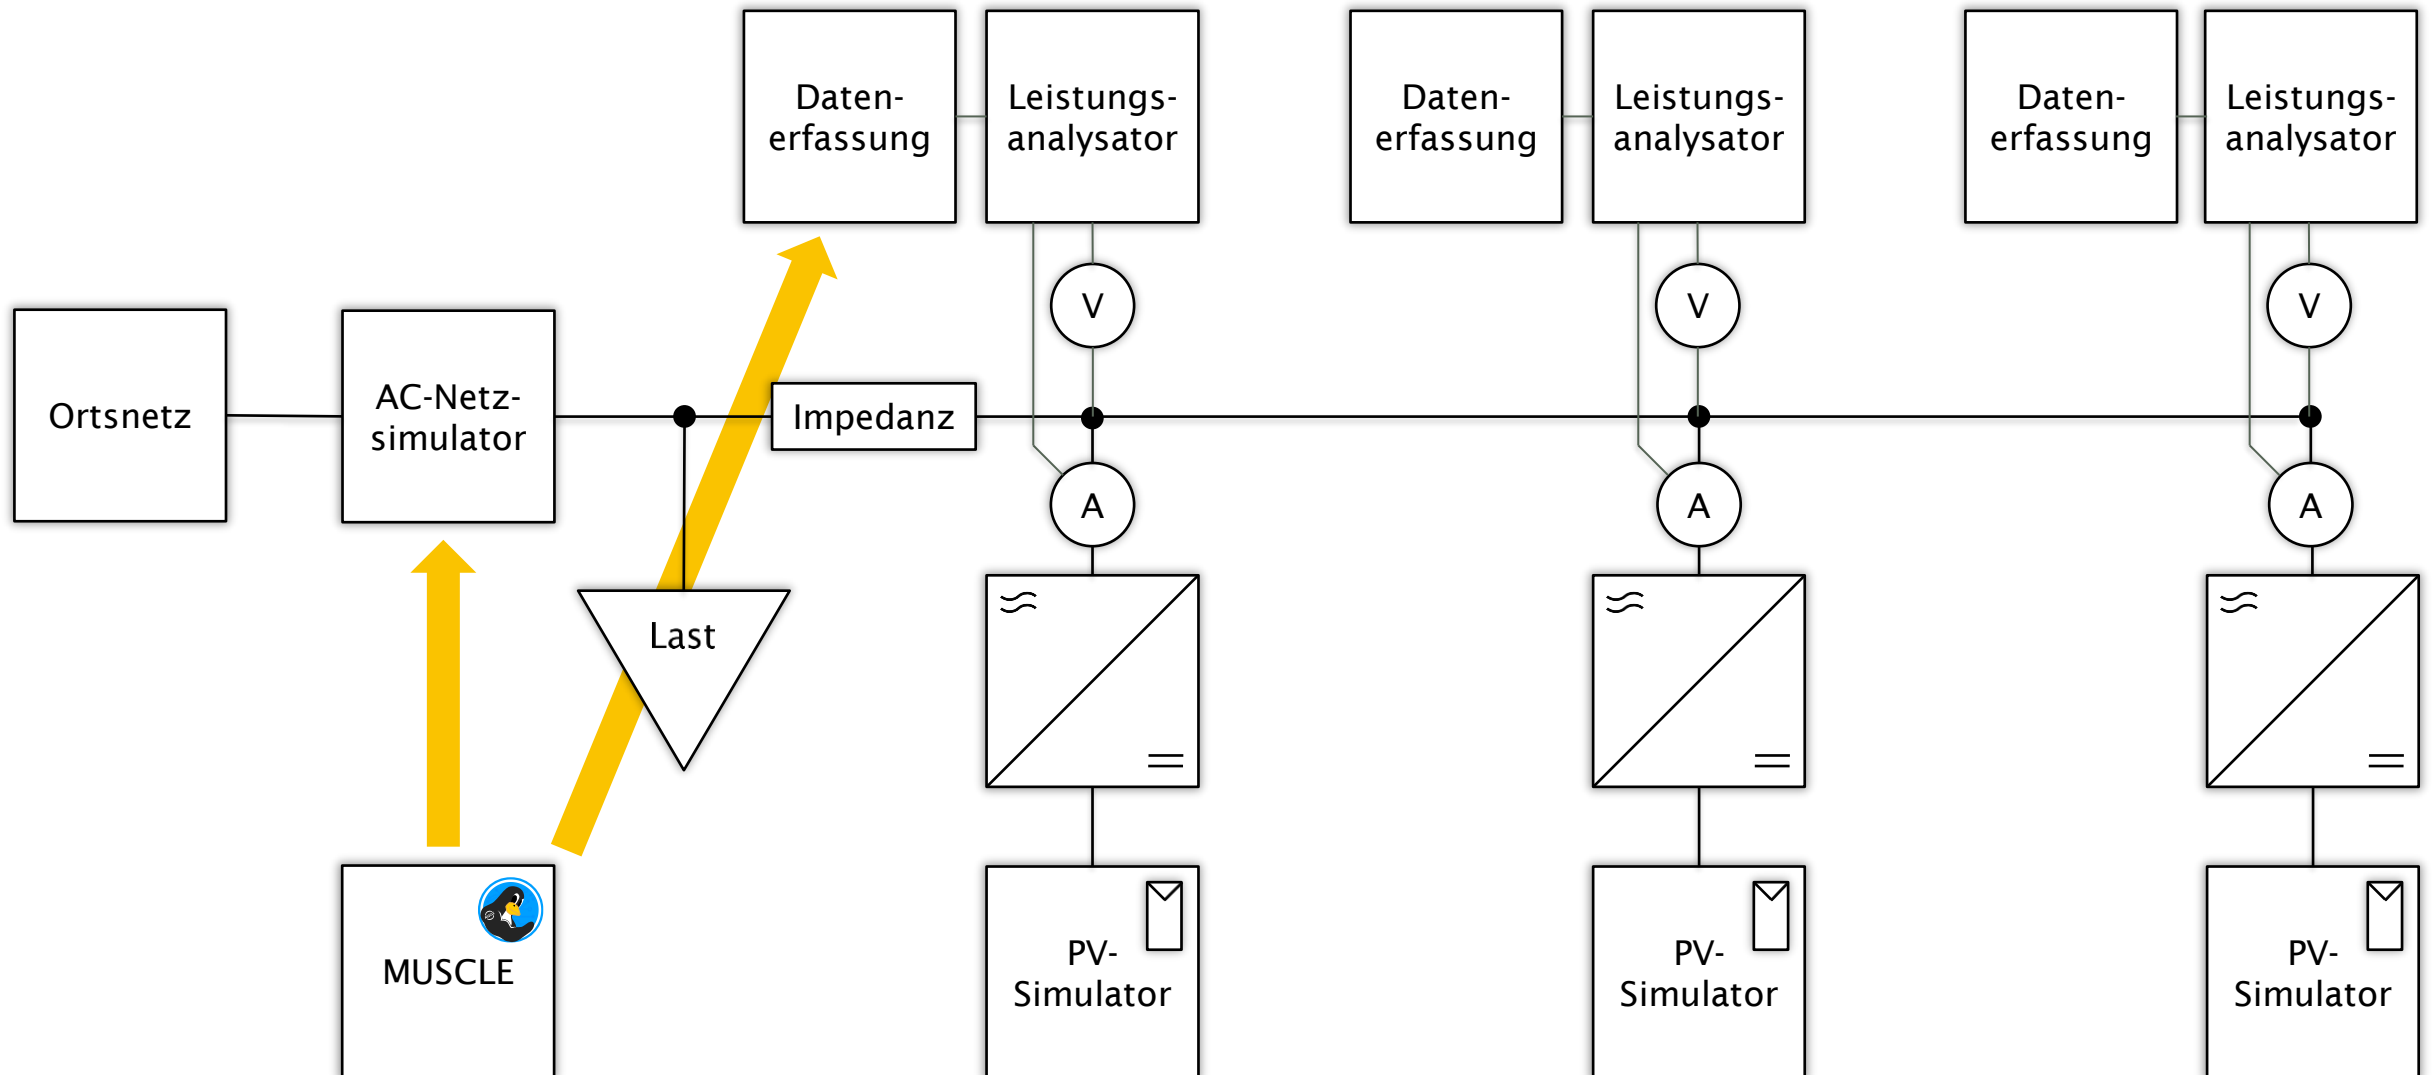 Daten-
erfassung
Leistungs-
analysator
Daten-
erfassung
Leistungs-
analysator
Daten-
erfassung
Leistungs-
analysator
V
V
V
Ortsnetz
AC-Netz-
simulator
Impedanz
A
A
A
Last
MUSCLE
PV-
Simulator
PV-
Simulator
PV-
Simulator